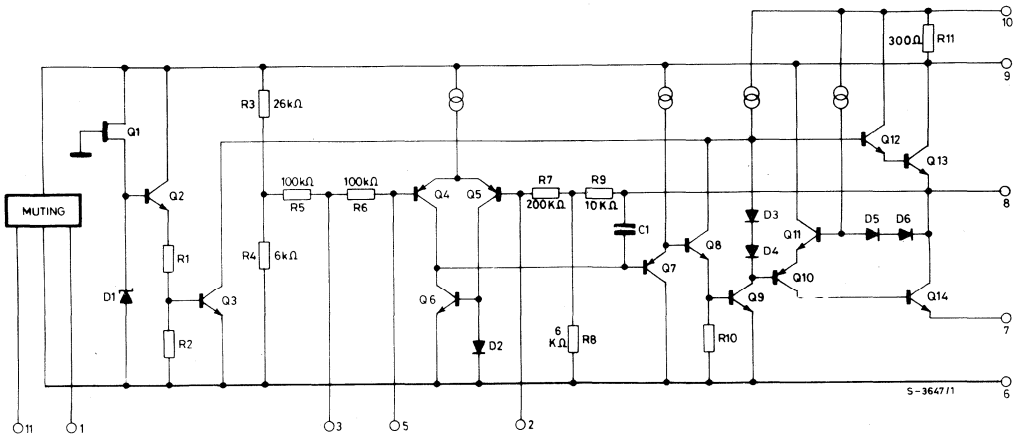 10
300Ω R11
9
R3 26kΩ
Q1
Q12
Q13
Q2
100kΩ 100kΩ
R5 R6
Q4 Q5
R7 R9
200KΩ 10KΩ
8
MUTING
C1
D3
D5 D6
R1
R4 6kΩ
Q7
Q8
D4
Q11
Q10
D1
Q3
Q6
Q9
Q14
7
R2
D2
6
KΩ R8
R10
6
S-3647/1
11 1 3 5 2